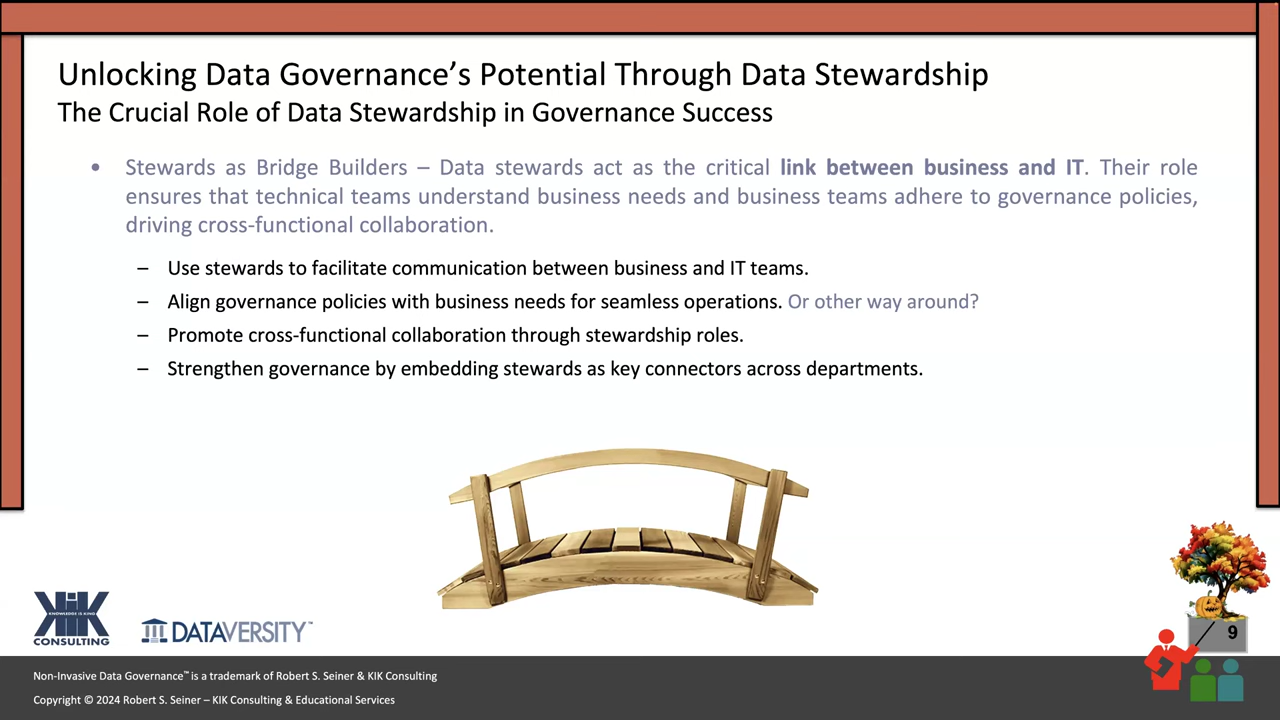 Unlocking Data Governance’s Potential Through Data Stewardship
The Crucial Role of Data Stewardship in Governance Success
• Stewards as Bridge Builders – Data stewards act as the critical link between business and IT. Their role
ensures that technical teams understand business needs and business teams adhere to governance policies,
driving cross-functional collaboration.
– Use stewards to facilitate communication between business and IT teams.
– Align governance policies with business needs for seamless operations. Or other way around?
– Promote cross-functional collaboration through stewardship roles.
– Strengthen governance by embedding stewards as key connectors across departments.
KIK
KNOWLEDGE IS KING
CONSULTING
DATAVERSITY™
9
Non-Invasive Data Governance™ is a trademark of Robert S. Seiner & KIK Consulting
Copyright © 2024 Robert S. Seiner – KIK Consulting & Educational Services